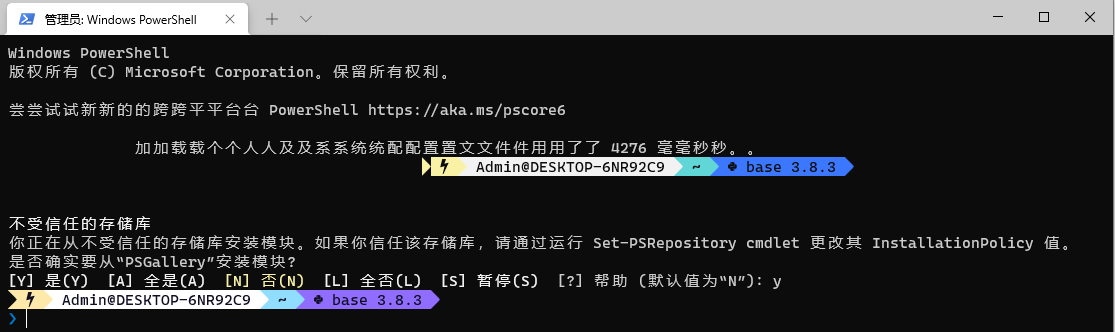 管理员: Windows PowerShell
Windows PowerShell
版权所有 (C) Microsoft Corporation。保留所有权利。
尝尝试试新新的的跨跨平平台台 PowerShell https://aka.ms/pscore6
加加载载个个人人及及系系统统配配置置文文件件用用了了 4276 毫毫秒秒。。
Admin@DESKTOP-6NR92C9 ~ base 3.8.3
不受信任的存储库
你正在从不受信任的存储库安装模块。如果你信任该存储库，请通过运行 Set-PSRepository cmdlet 更改其 InstallationPolicy 值。
是否确实要从“PSGallery”安装模块?
[Y] 是(Y) [A] 全是(A) [N] 否(N) [L] 全否(L) [S] 暂停(S) [?] 帮助 (默认值为“N”): y
Admin@DESKTOP-6NR92C9 ~ base 3.8.3
❯